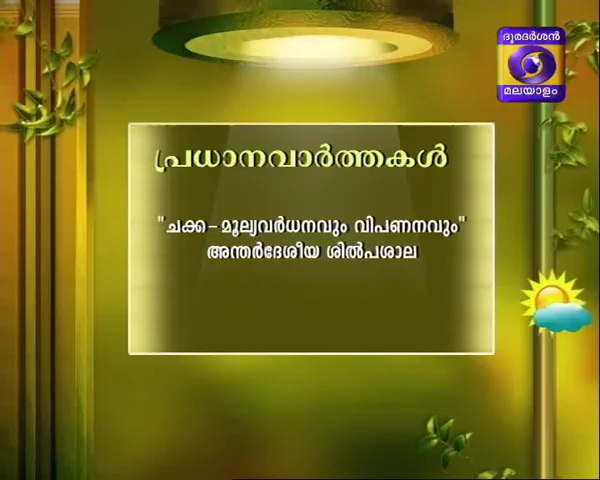 ദൂരദർശൻ
മലയാളം
പ്രധാനവാർത്തകൾ
"ചക്ക – മൂല്യവർധനവും വിപണനവും"
അന്തർദേശീയ ശിൽപശാല